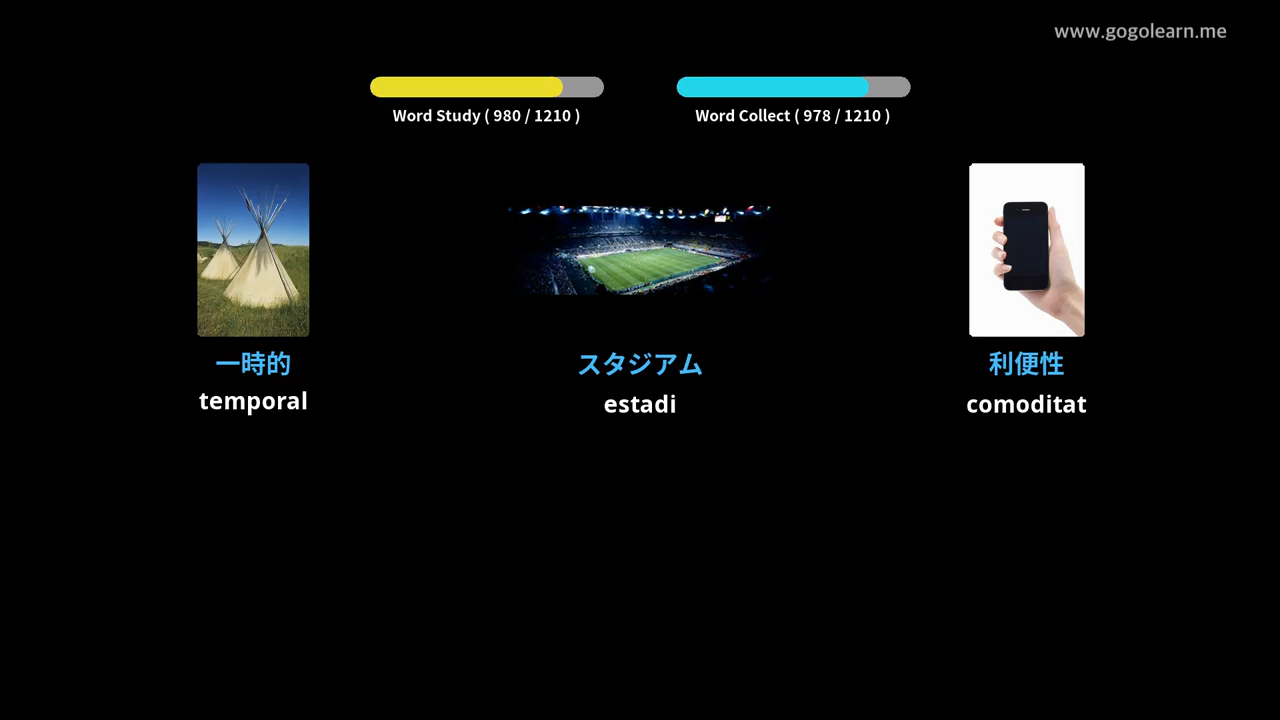 www.gogolearn.me
Word Study ( 980 / 1210 )
Word Collect ( 978 / 1210 )
一時的
temporal
スタジアム
estadi
利便性
comoditat